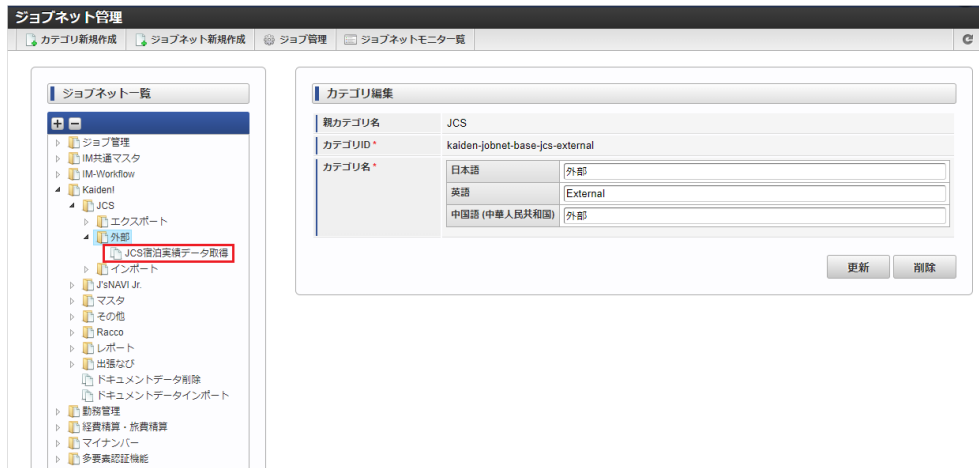 ジョブネット管理
カテゴリ新規作成 ジョブネット新規作成 ジョブ管理 ジョブネットモニター覧
ジョブネット一覧
ジョブ管理
IM共通マスタ
IM-Workflow
Kaiden!
JCS
エクスポート
外部
JCS宿泊実績データ取得
インポート
J'sNAVI Jr.
マスタ
その他
Racco
レポート
出張なび
ドキュメントデータ削除
ドキュメントデータインポート
勤務管理
経費精算・旅費精算
マイナンバー
多要素認証機能
カテゴリ編集
親カテゴリ名 JCS
カテゴリID * kaiden-jobnet-base-jcs-external
カテゴリ名 * 日本語 外部
英語 External
中国語 (中華人民共和国) 外部
更新 削除